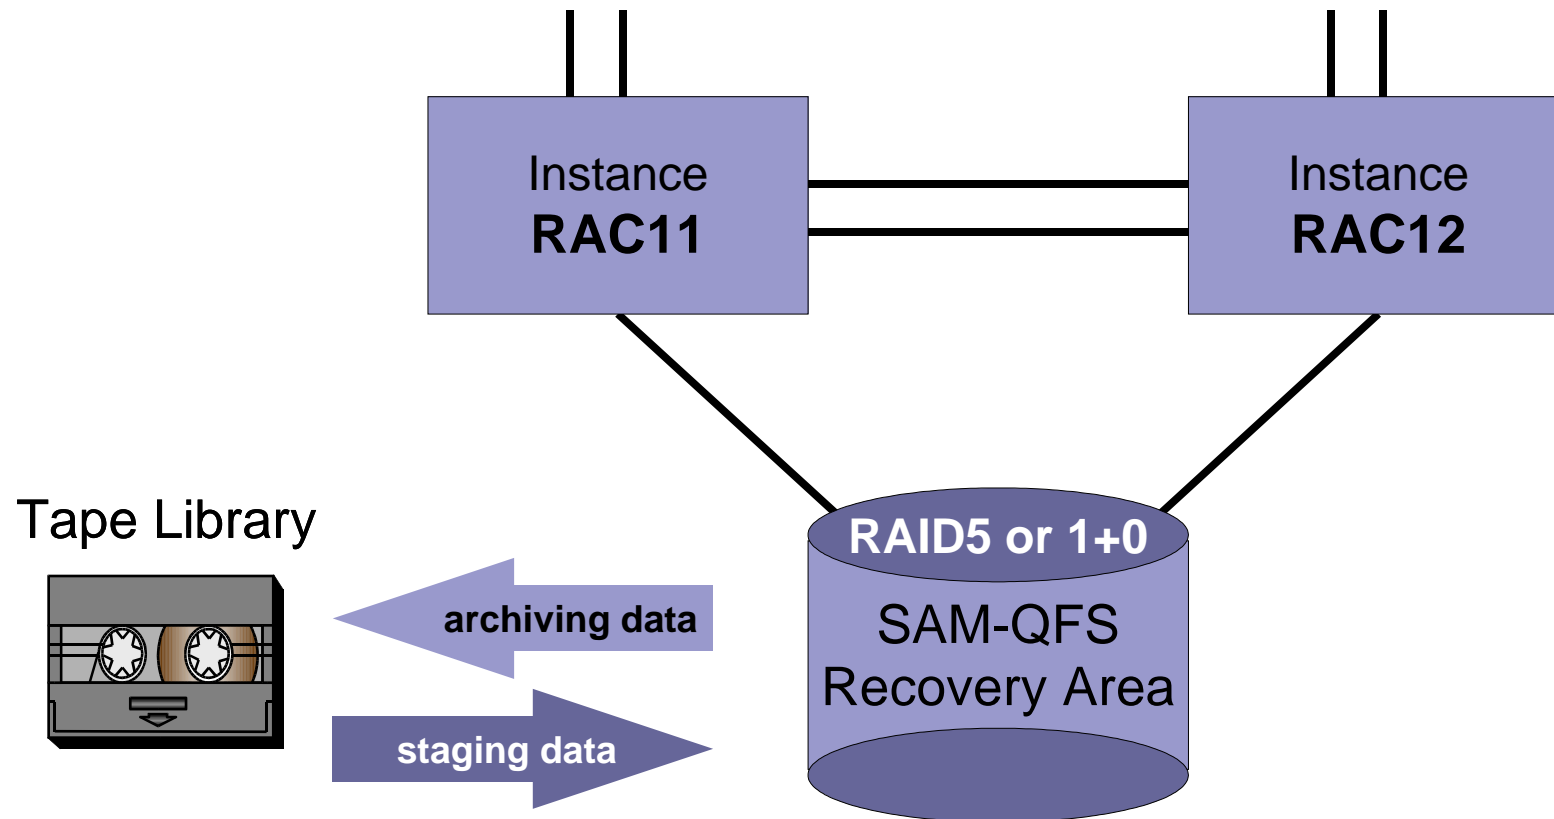 Instance
RAC11
Instance
RAC12
Tape Library
RAID5 or 1+0
archiving data
SAM-QFS
Recovery Area
staging data